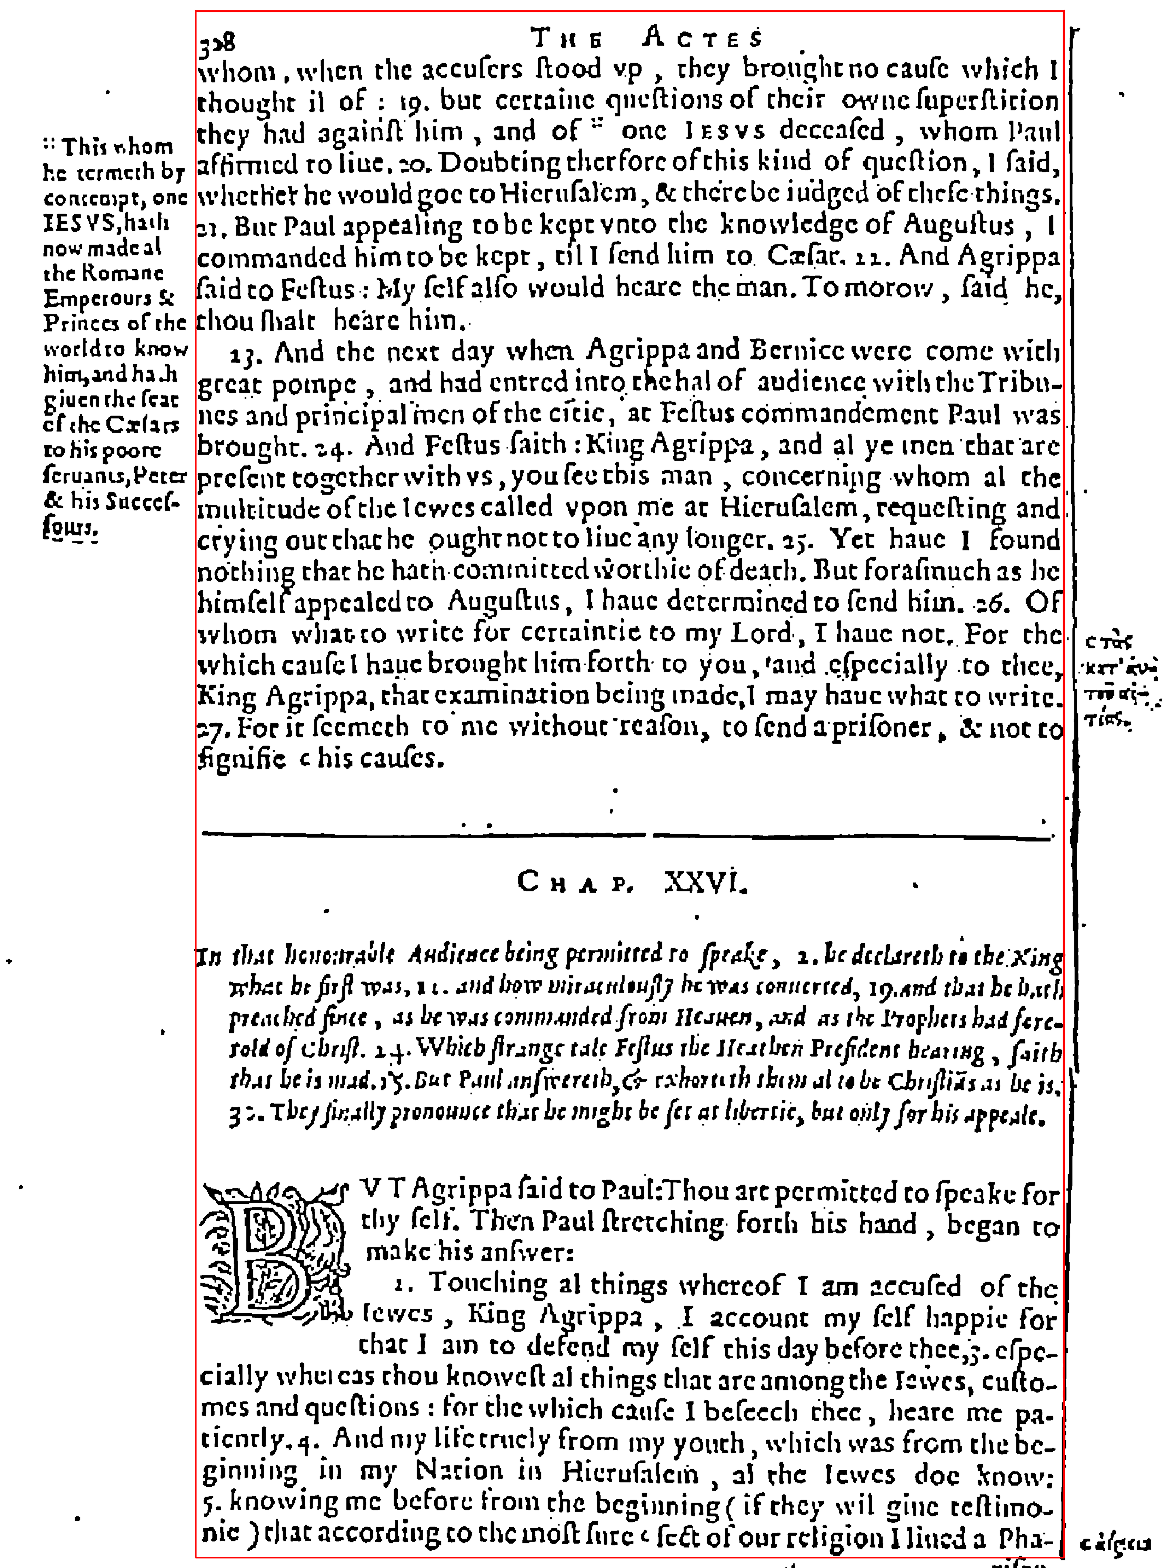 328 THE ACTES
whom, when the accuſers ſtood vp, they brought no cauſe which I
thought il of: 19. but certaine queſtions of their owne ſuperſtition
they had againſt him, and of " one IESVS deceaſed, whom Paul
affirmed to liue. 20. Doubting therfore of this kind of queſtion, I ſaid,
whether he would goe to Hieruſalem, & there be iudged of theſe things.
21. But Paul appealing to be kept vnto the knowledge of Auguſtus, I
commanded him to be kept, til I ſend him to Cæſar. 22. And Agrippa
ſaid to Feſtus: My ſelf alſo would heare the man. To morow, ſaid he,
thou ſhalt heare him.
23. And the next day when Agrippa and Bernice were come with
great pompe, and had entred into the hal of audience with the Tribu-
nes and principal men of the citie, at Feſtus commandement Paul was
brought. 24. And Feſtus ſaith: King Agrippa, and al ye men that are
preſent together with vs, you ſee this man, concerning whom al the
multitude of the Iewes called vpon me at Hieruſalem, requeſting and
crying out that he ought not to liue any longer. 25. Yet haue I found
nothing that he hath committed worthie of death. But foraſmuch as he
himſelf appealed to Auguſtus, I haue determined to ſend him. 26. Of
whom what to write for certaintie to my Lord, I haue not. For the
which cauſe I haue brought him forth to you, and eſpecially to thee,
King Agrippa, that examination being made, I may haue what to write.
27. For it ſeemeth to me without reaſon, to ſend a priſoner, & not to
ſignifie c his cauſes.
" This whom
he termeth by
contempt, one
IESVS, hath
now made al
the Romane
Emperours &
Princes of the
world to know
him, and hath
giuen the ſeat
of the Cæſars
to his poore
ſeruants, Peter
& his Succeſ-
ſours.
c τὰς
κατ' αὐ
τοῦ αἰ-
τίας.
CHAP. XXVI.
In that honourable Audience being permitted to ſpeake, 2. he declareth to the King
what he firſt was, 12. and how miraculouſly he was conuerted, 19. and that he hath
preached ſince, as he was commanded from Heauen, and as the Prophets had fore-
told of Chriſt. 24. Which ſtrange tale Feſtus the Heathen Preſident hearing, ſaith
that he is mad. 25. But Paul anſwereth, & exhorteth them al to be Chriſtiãs as he is.
32. They finally pronounce that he might be ſet at libertie, but only for his appeale.
BVT Agrippa ſaid to Paul: Thou art permitted to ſpeake for
thy ſelf. Then Paul ſtretching forth his hand, began to
make his anſwer:
2. Touching al things whereof I am accuſed of the
Iewes, King Agrippa, I account my ſelf happie for
that I am to defend my ſelf this day before thee, 3. eſpe-
cially whereas thou knoweſt al things that are among the Iewes, cuſto-
mes and queſtions: for the which cauſe I beſeech thee, heare me pa-
tiently. 4. And my life truely from my youth, which was from the be-
ginning in my Nation in Hieruſalem, al the Iewes doe know:
5. knowing me before from the beginning (if they wil giue teſtimo-
nie) that according to the moſt ſure c ſect of our religion I liued a Pha-
c αἵρεσιν